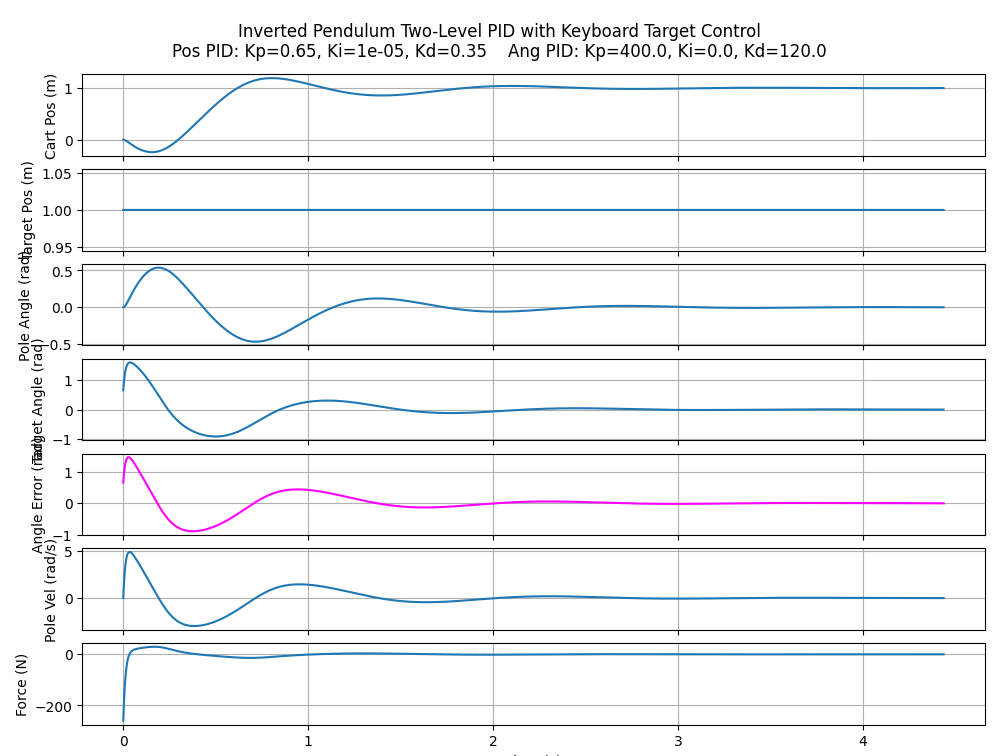 Inverted Pendulum Two-Level PID with Keyboard Target Control
Pos PID: Kp=0.65, Ki=1e-05, Kd=0.35 Ang PID: Kp=400.0, Ki=0.0, Kd=120.0
Cart Pos (m)
1
0
Target Pos (m)
1.05
1.00
0.95
Pole Angle (rad)
0.5
0.0
−0.5
Target Angle (rad)
1
0
−1
Angle Error (rad)
1
0
−1
Pole Vel (rad/s)
5
0
Force (N)
0
−200
0 1 2 3 4